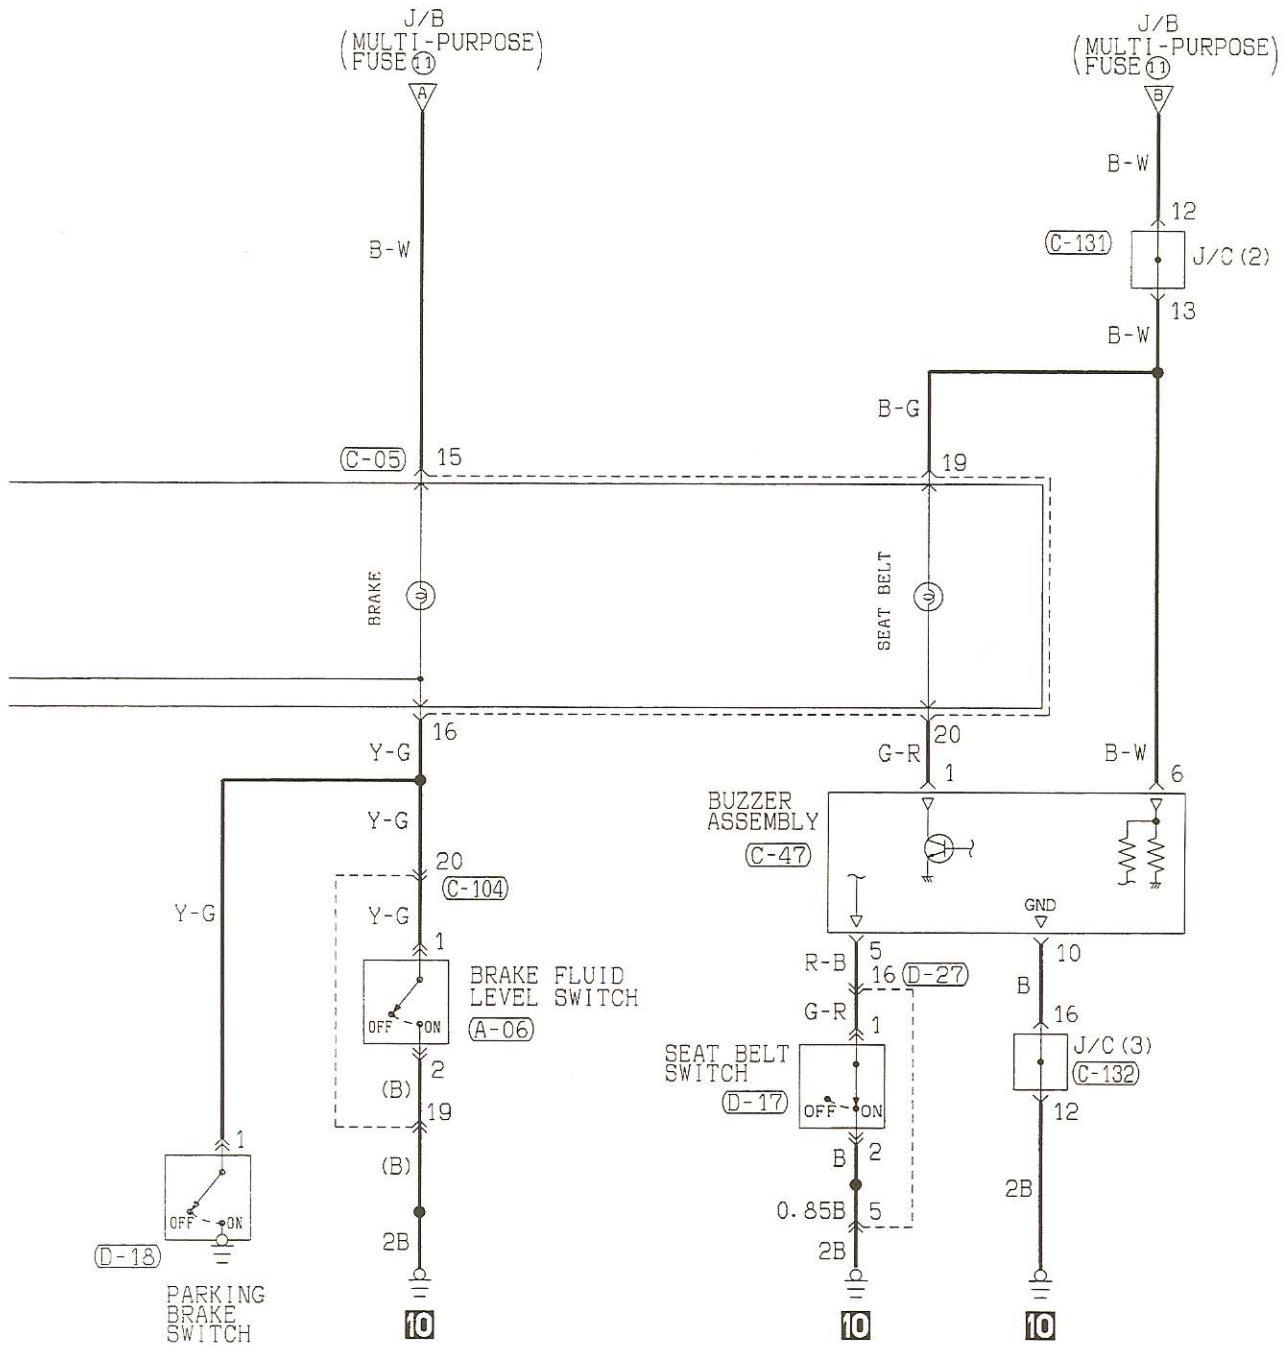 J/B
(MULTI-PURPOSE)
FUSE ⑪
A
J/B
(MULTI-PURPOSE)
FUSE ⑪
B
B-W
12
C-131
J/C(2)
B-W
13
B-W
B-G
C-05
15
19
BRAKE
SEAT BELT
16
Y-G
20
G-R
1
B-W
6
BUZZER
ASSEMBLY
C-47
Y-G
20
C-104
Y-G
Y-G
1
GND
5
10
R-B
16
D-27
B
BRAKE FLUID
LEVEL SWITCH
A-06
OFF
ON
G-R
1
16
SEAT BELT
SWITCH
D-17
OFF
ON
J/C(3)
C-132
2
(B)
19
12
1
(B)
B
2
2B
0.85B
5
OFF
ON
D-18
2B
2B
PARKING
BRAKE
SWITCH
10
10
10